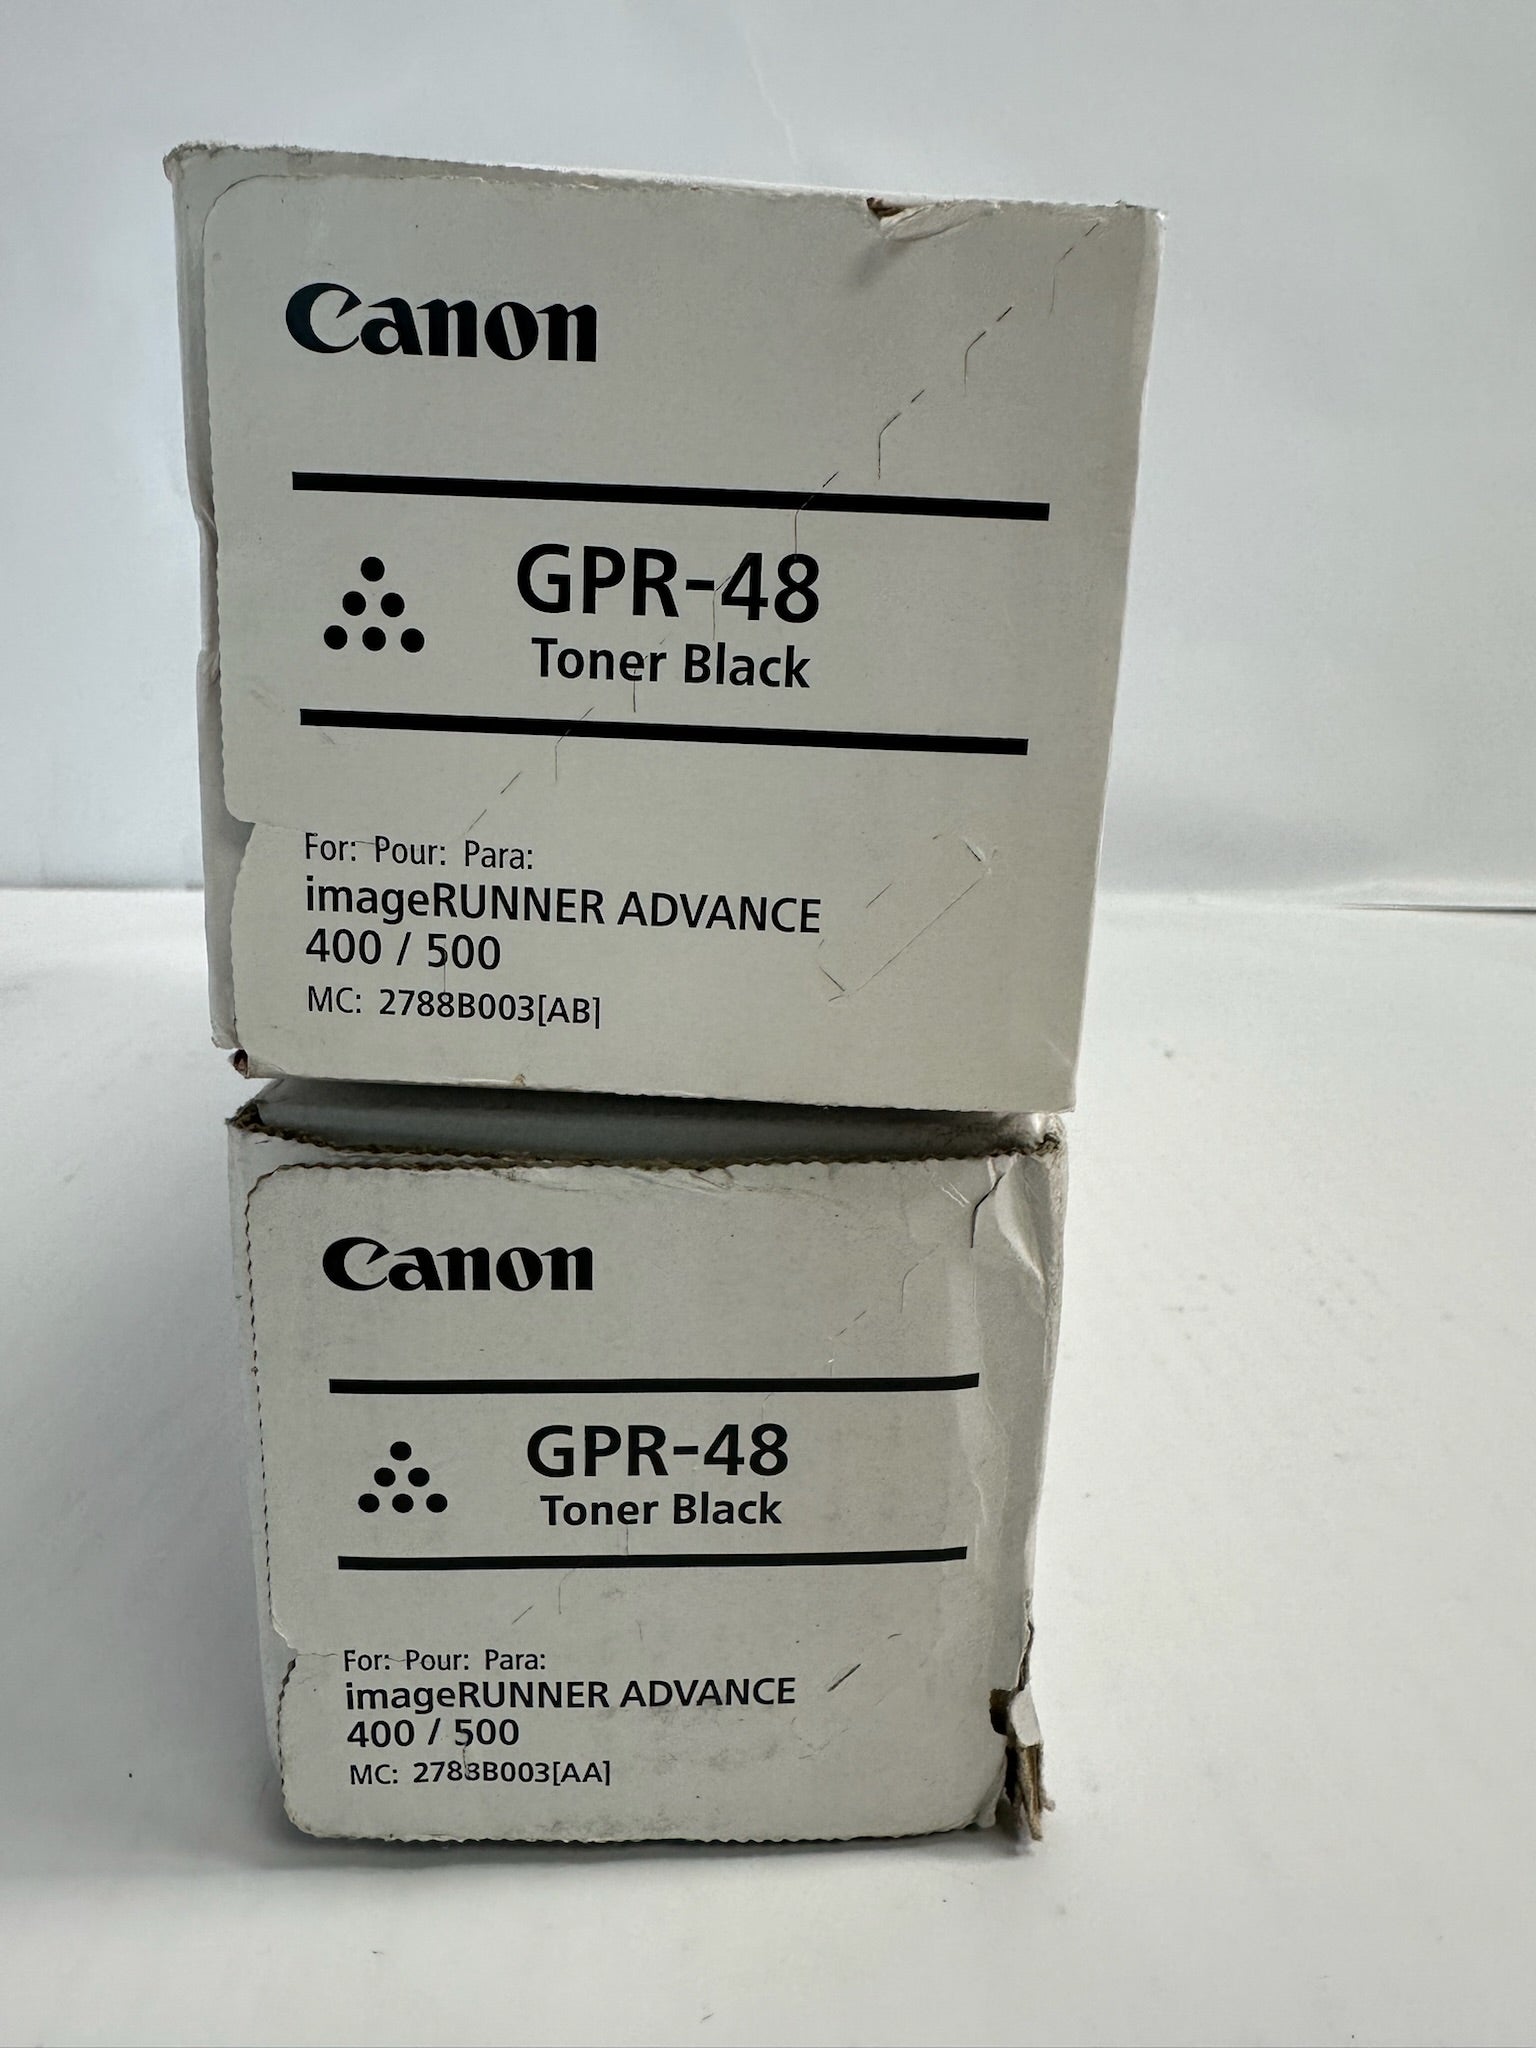 Canon
GPR-48
Toner Black
For: Pour: Para:
imageRUNNER ADVANCE
400 / 500
MC: 2788B003[AB]
Canon
GPR-48
Toner Black
For: Pour: Para:
imageRUNNER ADVANCE
400 / 500
MC: 2788B003[AA]